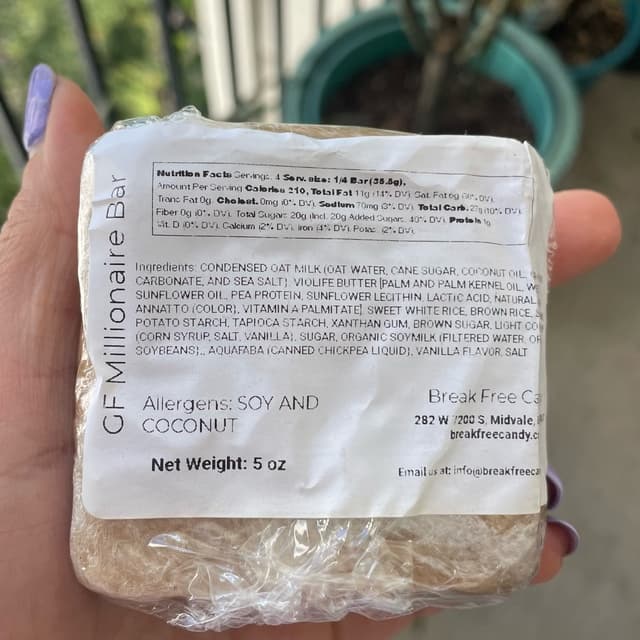 GF Millionaire Bar
Nutrition Facts Servings: 4 Serv. size: 1/4 Bar (35.5g),
Amount Per Serving Calories 210, Total Fat 11g (14% DV), Sat. Fat 6g
Trans Fat 0g, Cholest. 0mg (0% DV), Sodium 70mg (3% DV), Total Carb. 27g (10% DV),
Fiber 0g (0% DV), Total Sugars 20g (Incl. 20g Added Sugars, 40% DV), Protein 1g,
Vit. D (0% DV), Calcium (2% DV), Iron (4% DV), Potas. (2% DV),
Ingredients: CONDENSED OAT MILK (OAT WATER, CANE SUGAR, COCONUT OIL,
CARBONATE, AND SEA SALT), VIOLIFE BUTTER [PALM AND PALM KERNEL OIL,
SUNFLOWER OIL, PEA PROTEIN, SUNFLOWER LECITHIN, LACTIC ACID, NATURAL
ANNATTO (COLOR), VITAMIN A PALMITATE] SWEET WHITE RICE, BROWN RICE,
POTATO STARCH, TAPIOCA STARCH, XANTHAN GUM, BROWN SUGAR, LIGHT CO
(CORN SYRUP, SALT, VANILLA), SUGAR, ORGANIC SOYMILK (FILTERED WATER, OR
SOYBEANS)., AQUAFABA (CANNED CHICKPEA LIQUID), VANILLA FLAVOR, SALT
Allergens: SOY AND
COCONUT
Net Weight: 5 oz
Break Free Ca
282 W 7200 S, Midvale,
breakfreecandy.c
Email us at: info@breakfreecan